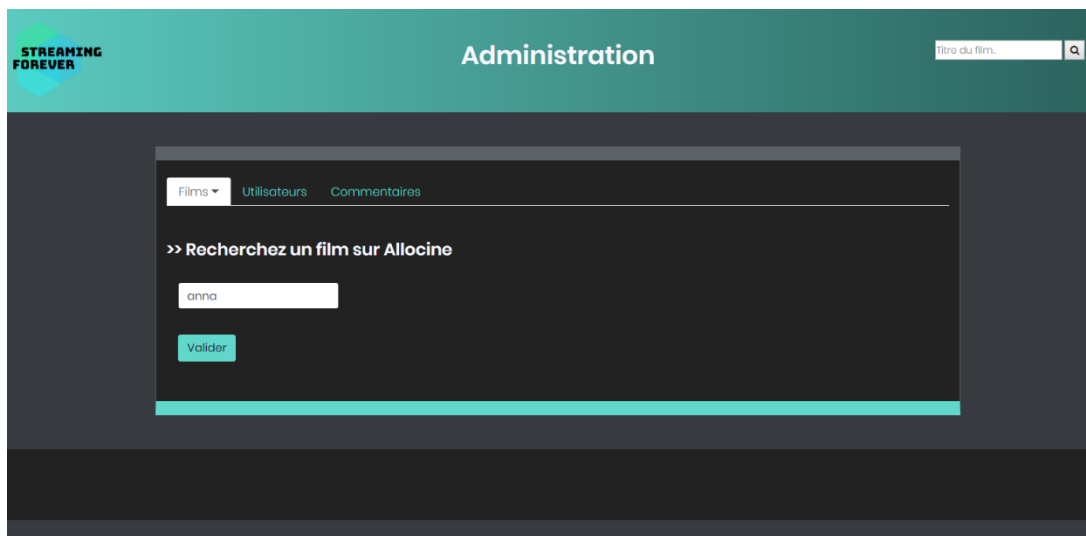 STREAMING
FOREVER
Administration
Titre du film..
Films
Utilisateurs
Commentaires
>> Recherchez un film sur Allocine
anna
Valider